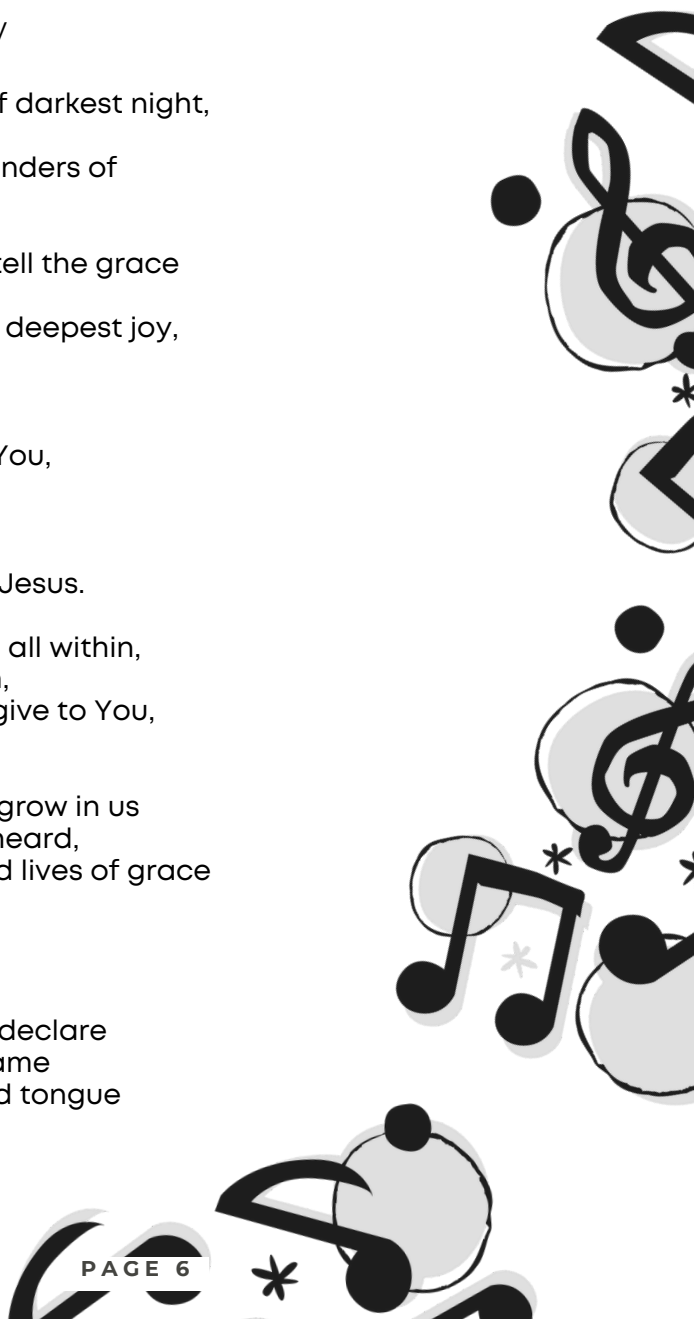 f darkest night,
nders of
tell the grace
deepest joy,
You,
Jesus.
all within,
give to You,
grow in us
heard,
d lives of grace
declare
ame
d tongue
PAGE 6